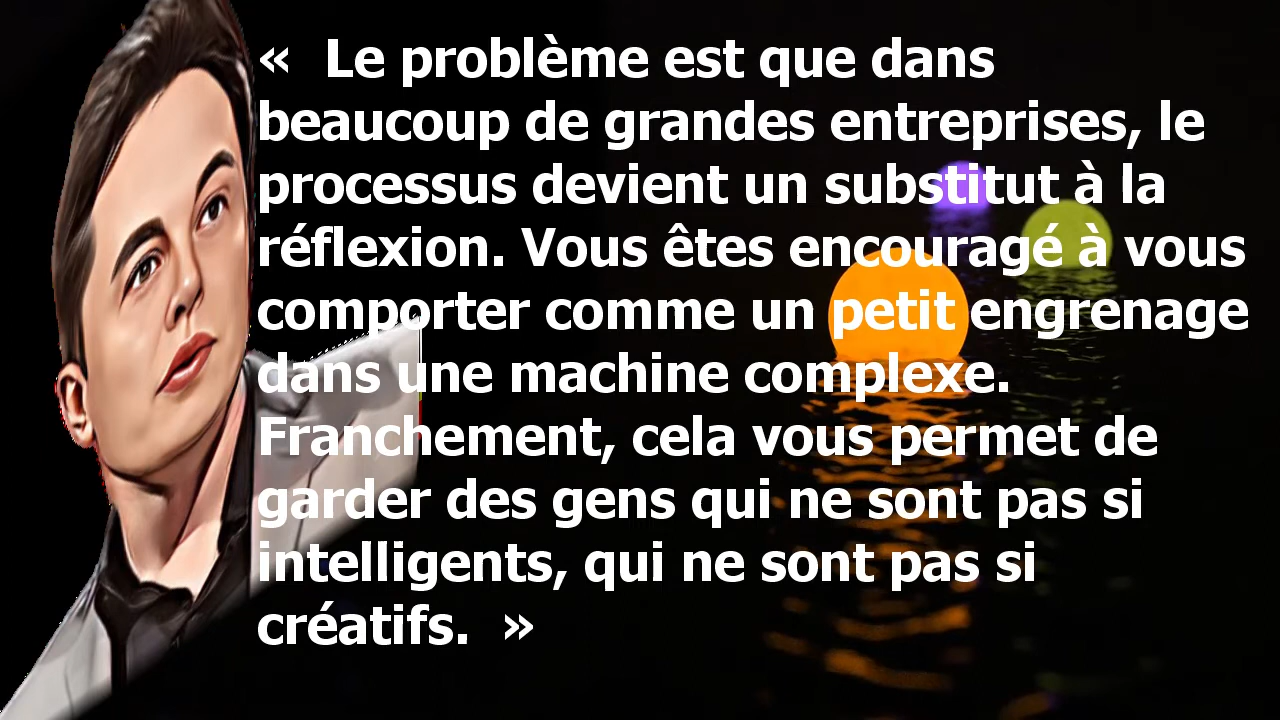 «  Le problème est que dans
beaucoup de grandes entreprises, le
processus devient un substitut à la
réflexion. Vous êtes encouragé à vous
comporter comme un petit engrenage
dans une machine complexe.
Franchement, cela vous permet de
garder des gens qui ne sont pas si
intelligents, qui ne sont pas si
créatifs.  »